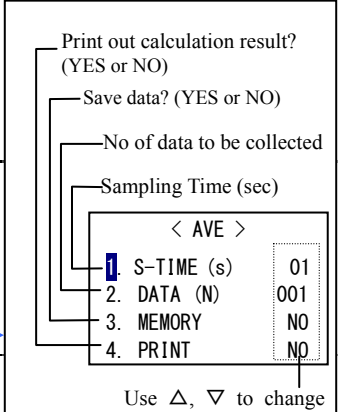 Print out calculation result?
(YES or NO)
Save data? (YES or NO)
No of data to be collected
Sampling Time (sec)
< AVE >
1. S-TIME (s) 01
2. DATA (N) 001
3. MEMORY NO
4. PRINT NO
Use △, ▽ to change